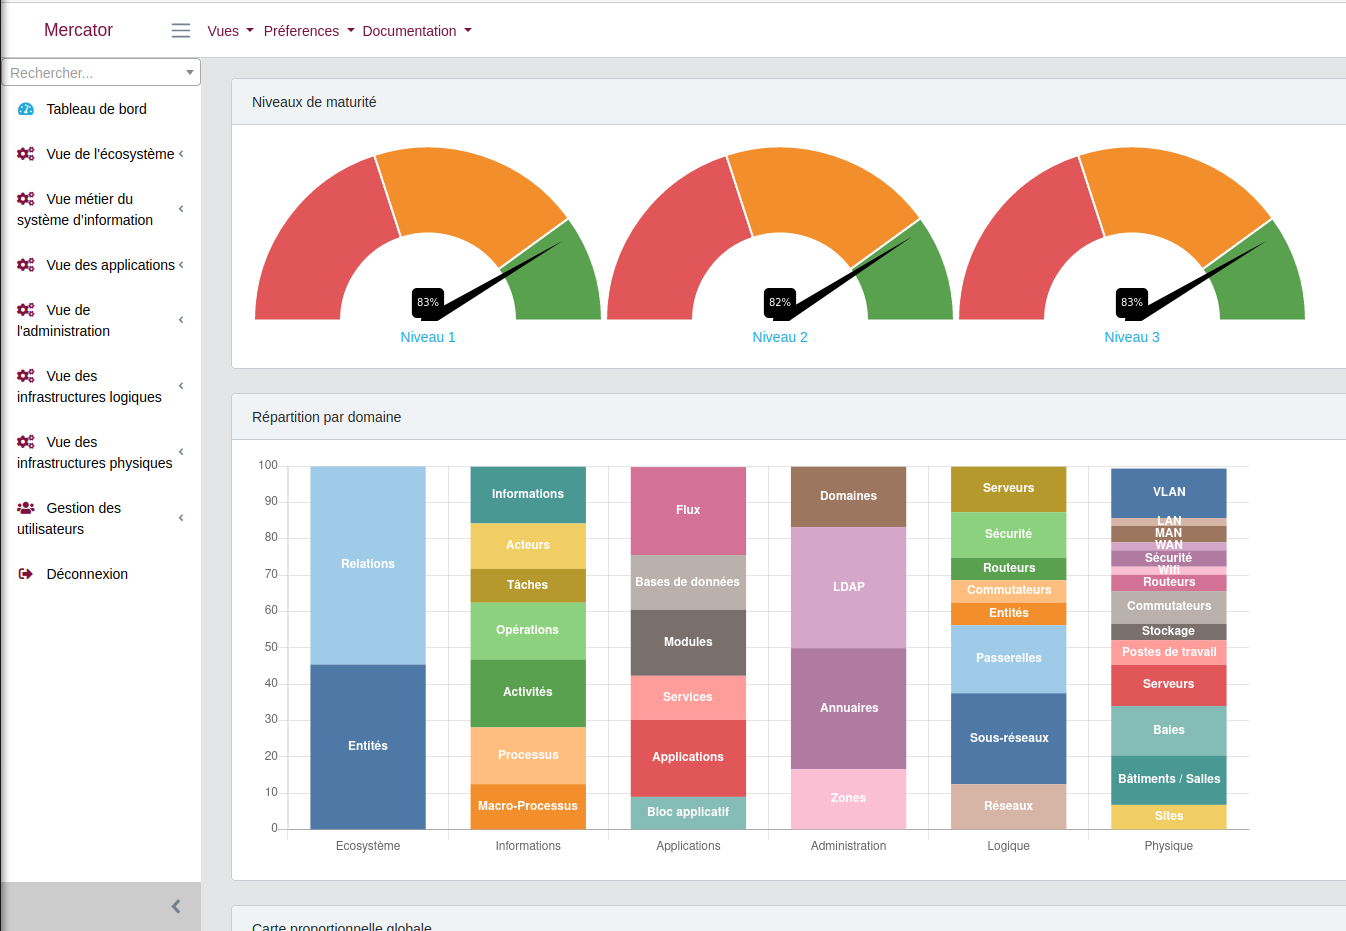 Mercator
Vues
Préferences
Documentation
Rechercher...
Tableau de bord
Vue de l'écosystème
Vue métier du
système d'information
Vue des applications
Vue de
l'administration
Vue des
infrastructures logiques
Vue des
infrastructures physiques
Gestion des
utilisateurs
Déconnexion
Niveaux de maturité
83%
82%
83%
Niveau 1
Niveau 2
Niveau 3
Répartition par domaine
100
90
80
70
60
50
40
30
20
10
0
Relations
Entités
Ecosystème
Informations
Acteurs
Tâches
Opérations
Activités
Processus
Macro-Processus
Informations
Flux
Bases de données
Modules
Services
Applications
Bloc applicatif
Applications
Domaines
LDAP
Annuaires
Zones
Administration
Serveurs
Sécurité
Routeurs
Commutateurs
Entités
Passerelles
Sous-réseaux
Réseaux
Logique
VLAN
LAN
MAN
WAN
Sécurité
Wifi
Routeurs
Commutateurs
Stockage
Postes de travail
Serveurs
Baies
Bâtiments / Salles
Sites
Physique
Carte proportionnelle globale